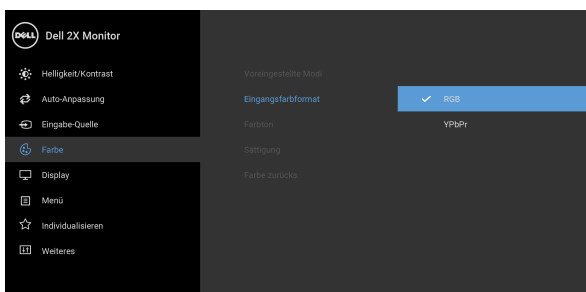 DELL Dell 2X Monitor
Helligkeit/Kontrast
Voreingestellte Modi
Auto-Anpassung
Eingangsfarbformat
RGB
Eingabe-Quelle
Farbton
YPbPr
Farbe
Sättigung
Display
Farbe zurücks.
Menü
Individualisieren
Weiteres